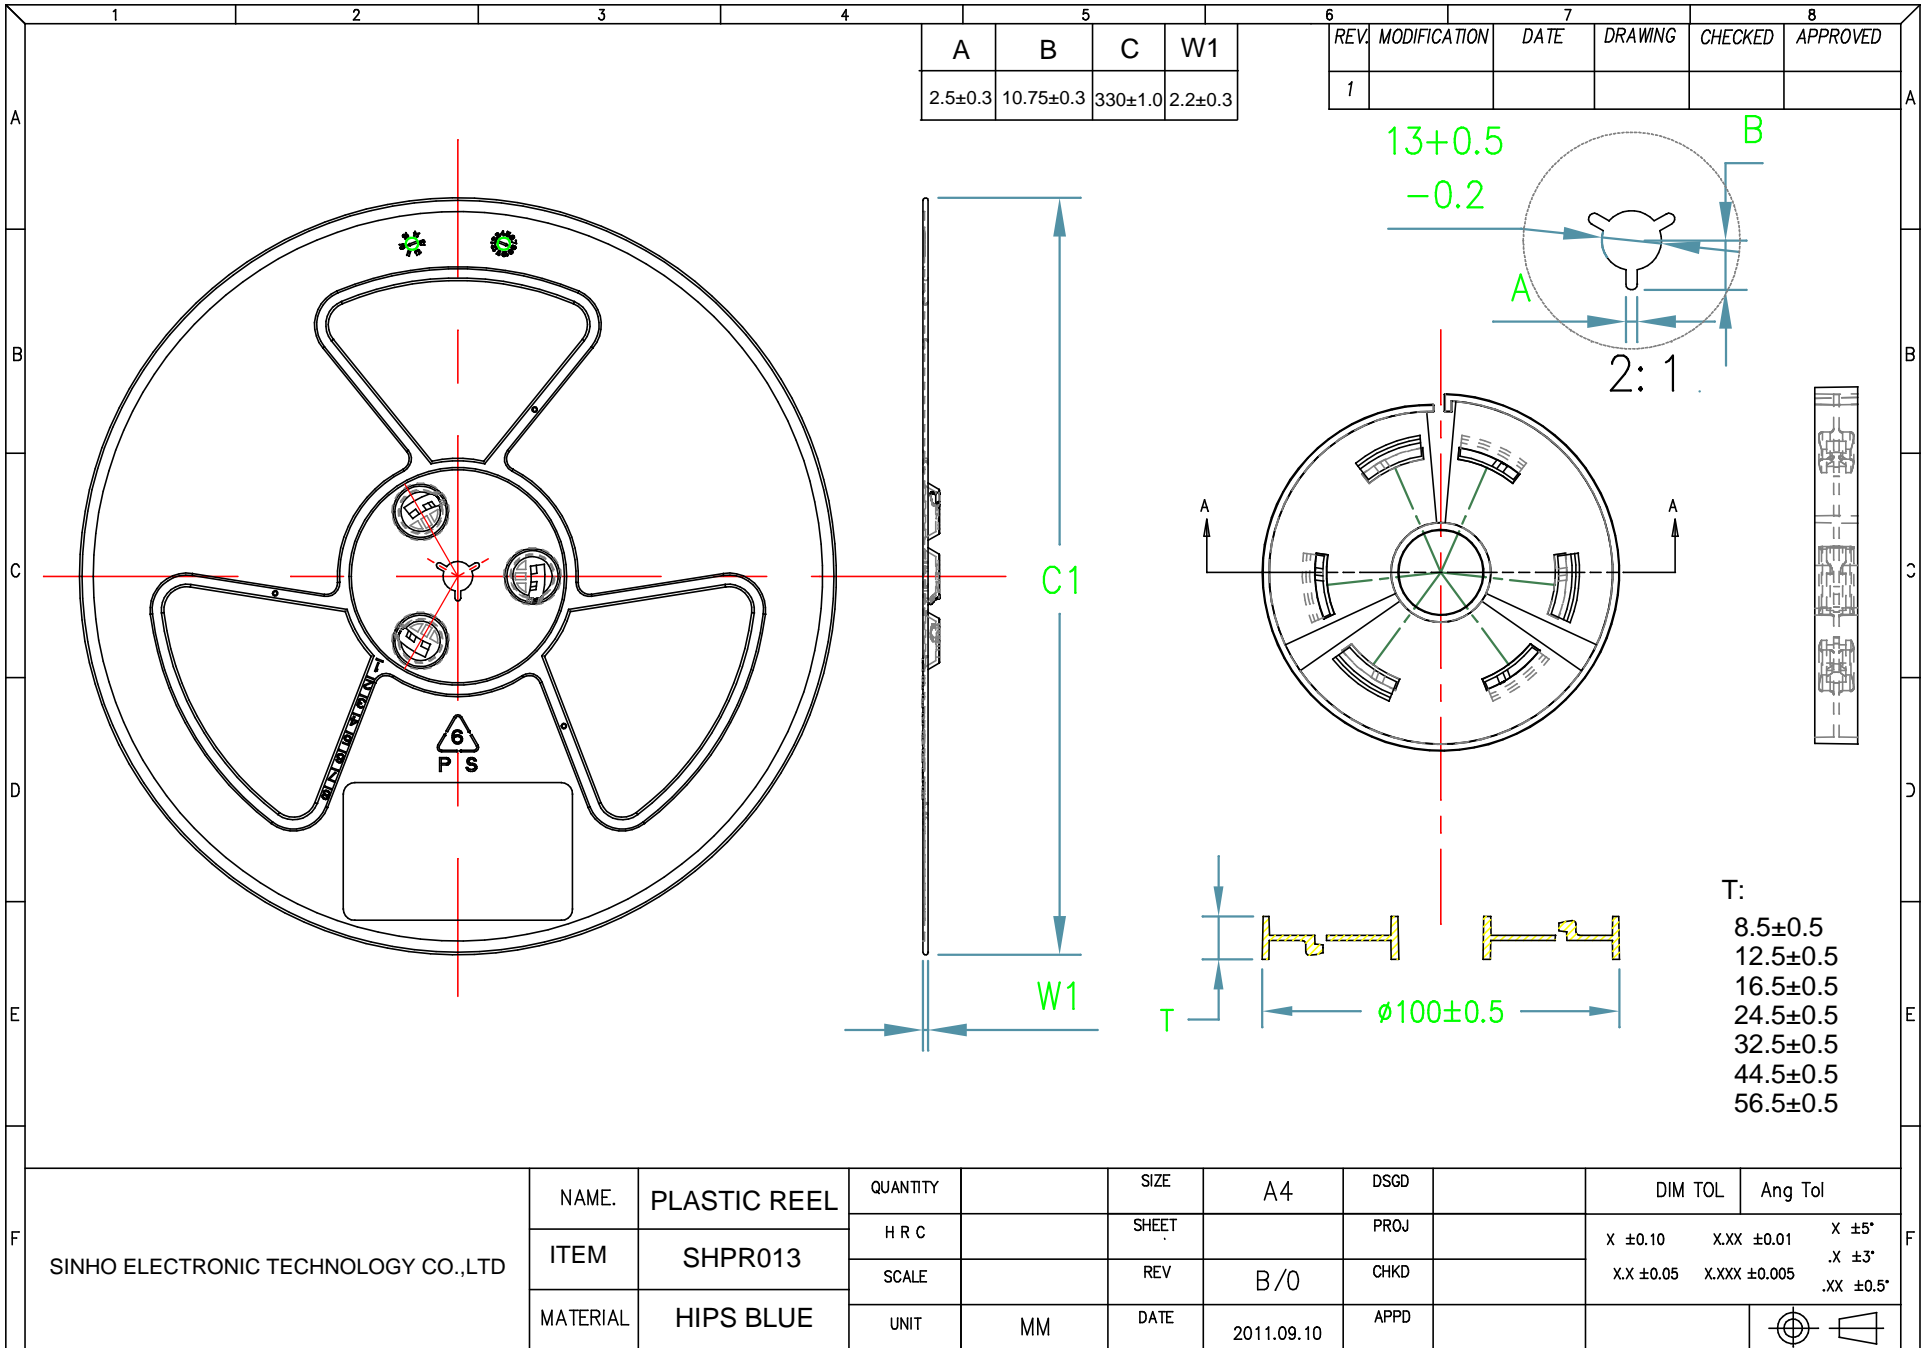 1 2 3 4 5 6 7 8
A B C W1
2.5±0.3 10.75±0.3 330±1.0 2.2±0.3
REV. MODIFICATION DATE DRAWING CHECKED APPROVED
1
A A
B B
C
D
E E
F F
13+0.5
-0.2
B
A
2:1
6
P S
C1
W1
A A
T
ø100±0.5
T:
8.5±0.5
12.5±0.5
16.5±0.5
24.5±0.5
32.5±0.5
44.5±0.5
56.5±0.5
SINHO ELECTRONIC TECHNOLOGY CO.,LTD
NAME. PLASTIC REEL
ITEM SHPR013
MATERIAL HIPS BLUE
QUANTITY
H R C
SCALE
UNIT MM
SIZE A4
SHEET
REV B/0
DATE 2011.09.10
DSGD
PROJ
CHKD
APPD
DIM TOL Ang Tol
X ±0.10 X.XX ±0.01 X ±5°
.X ±3°
X.X ±0.05 X.XXX ±0.005
.XX ±0.5°